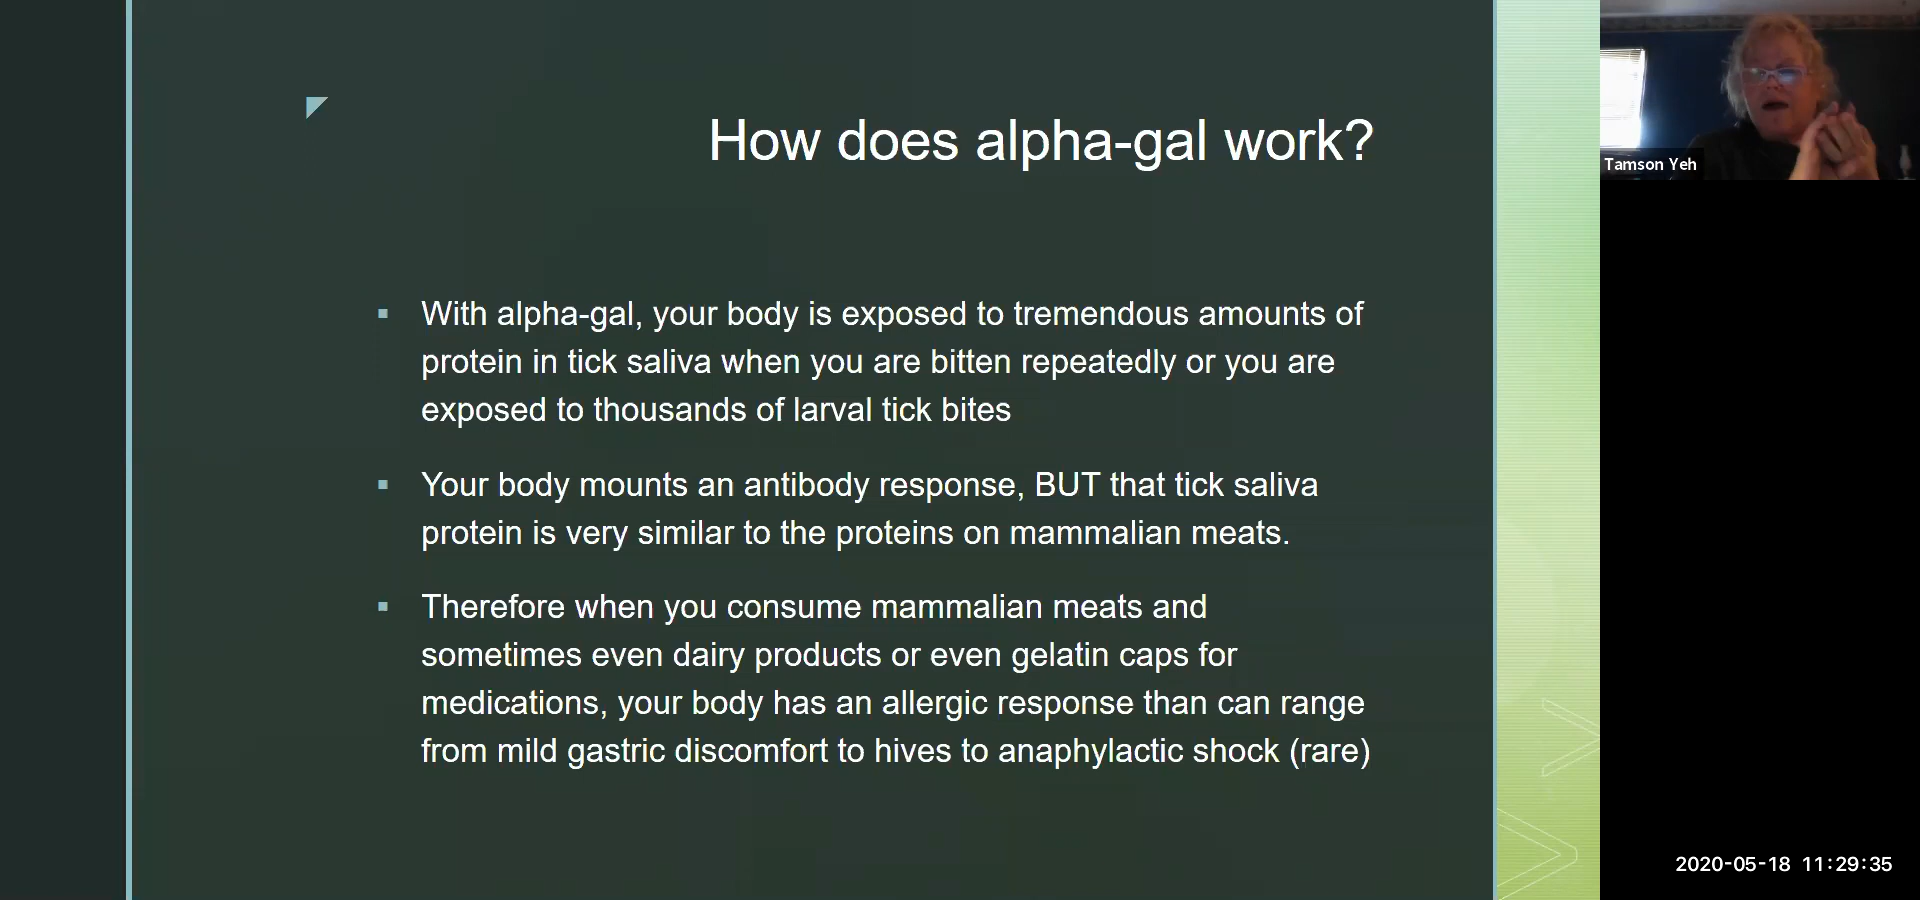 How does alpha-gal work?
With alpha-gal, your body is exposed to tremendous amounts of
protein in tick saliva when you are bitten repeatedly or you are
exposed to thousands of larval tick bites
Your body mounts an antibody response, BUT that tick saliva
protein is very similar to the proteins on mammalian meats.
Therefore when you consume mammalian meats and
sometimes even dairy products or even gelatin caps for
medications, your body has an allergic response than can range
from mild gastric discomfort to hives to anaphylactic shock (rare)
Tamson Yeh
2020-05-18 11:29:35